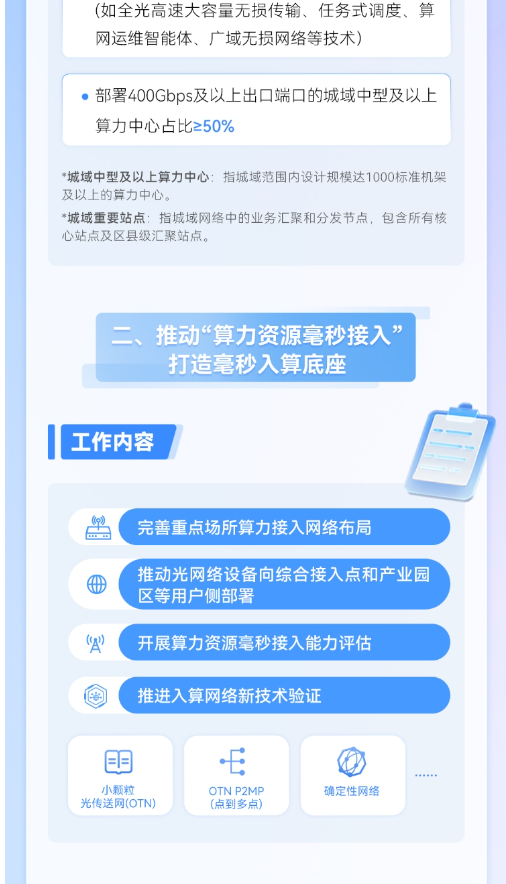 (如全光高速大容量无损传输、任务式调度、算
网运维智能体、广域无损网络等技术)
部署400Gbps及以上出口端口的城域中型及以上
算力中心占比≥50%
*城域中型及以上算力中心：指城域范围内设计规模达1000标准机架
及以上的算力中心。
*城域重要站点：指城域网络中的业务汇聚和分发节点，包含所有核
心站点及区县级汇聚站点。
二、推动“算力资源毫秒接入”
打造毫秒入算底座
工作内容
完善重点场所算力接入网络布局
推动光网络设备向综合接入点和产业园
区等用户侧部署
开展算力资源毫秒接入能力评估
推进入算网络新技术验证
小颗粒
光传送网(OTN)
OTN P2MP
(点到多点)
确定性网络
……